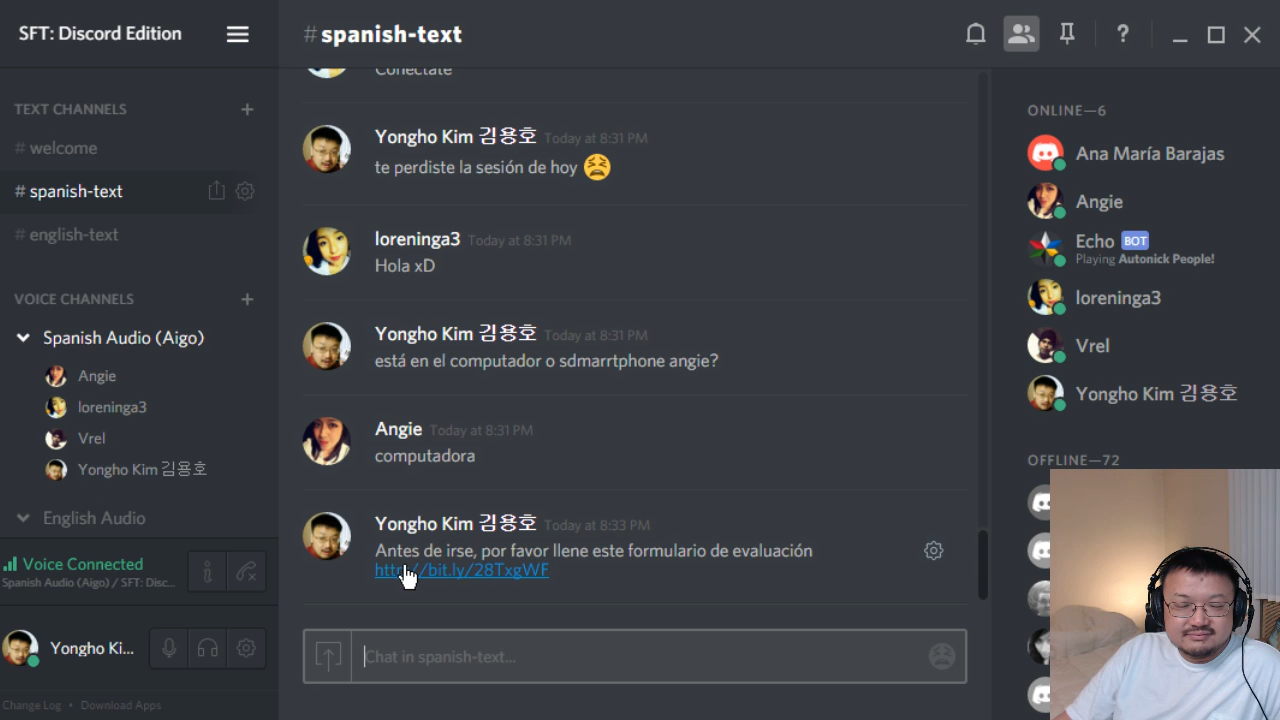 SFT: Discord Edition
#spanish-text
TEXT CHANNELS
# welcome
# spanish-text
# english-text
VOICE CHANNELS
Spanish Audio (Aigo)
Angie
loreninga3
Vrel
Yongho Kim 김용호
English Audio
Voice Connected
Spanish Audio (Aigo) / SFT: Disc...
Yongho Ki...
Change Log • Download Apps
Conectate
Yongho Kim 김용호 Today at 8:31 PM
te perdiste la sesión de hoy
loreninga3 Today at 8:31 PM
Hola xD
Yongho Kim 김용호 Today at 8:31 PM
está en el computador o sdmarrtphone angie?
Angie Today at 8:31 PM
computadora
Yongho Kim 김용호 Today at 8:33 PM
Antes de irse, por favor llene este formulario de evaluación
http://bit.ly/28TxgWF
Chat in spanish-text...
ONLINE—6
Ana María Barajas
Angie
Echo BOT
Playing Autonick People!
loreninga3
Vrel
Yongho Kim 김용호
OFFLINE—72